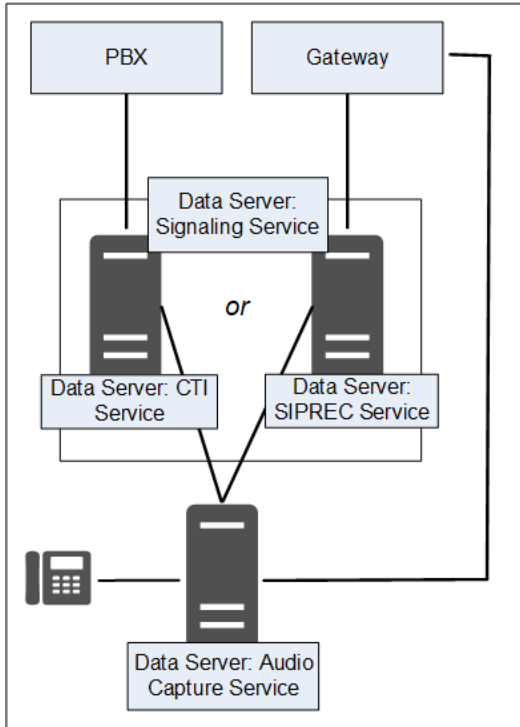 PBX
Gateway
Data Server:
Signaling Service
or
Data Server: CTI
Service
Data Server:
SIPREC Service
Data Server: Audio
Capture Service